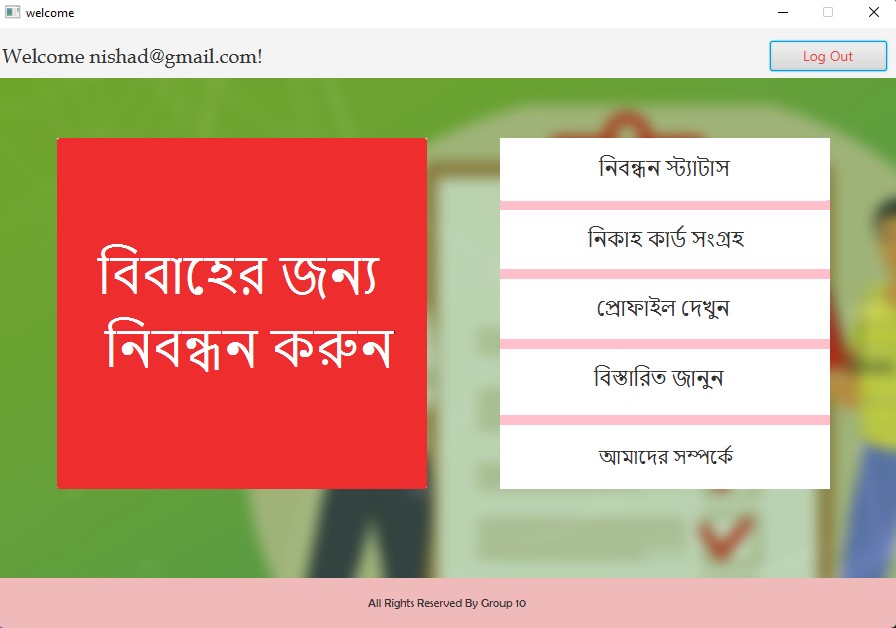 welcome
Welcome nishad@gmail.com!
Log Out
বিবাহের জন্য
নিবন্ধন করুন
নিবন্ধন স্ট্যাটাস
নিকাহ কার্ড সংগ্রহ
প্রোফাইল দেখুন
বিস্তারিত জানুন
আমাদের সম্পর্কে
All Rights Reserved By Group 10